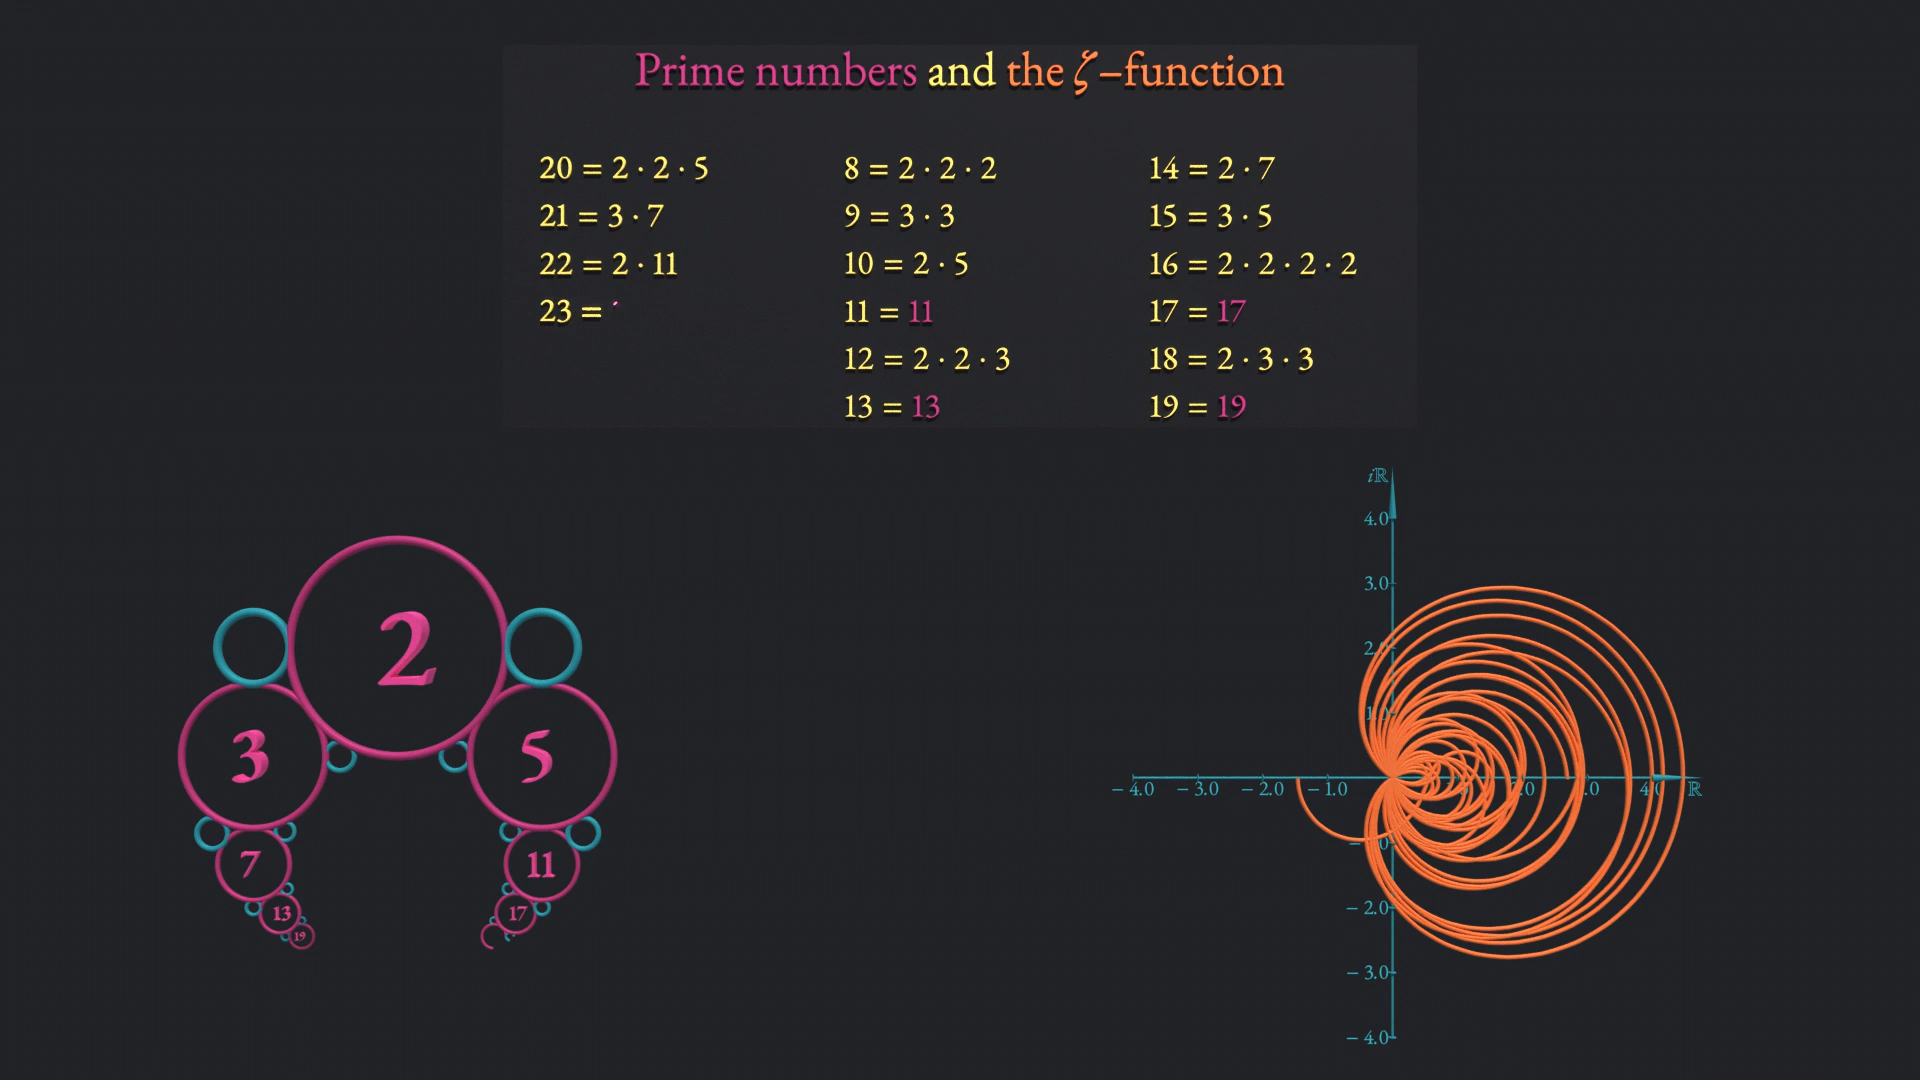 Prime numbers and the ζ–function
20 = 2 · 2 · 5
21 = 3 · 7
22 = 2 · 11
23 =
8 = 2 · 2 · 2
9 = 3 · 3
10 = 2 · 5
11 = 11
12 = 2 · 2 · 3
13 = 13
14 = 2 · 7
15 = 3 · 5
16 = 2 · 2 · 2 · 2
17 = 17
18 = 2 · 3 · 3
19 = 19
2
3
5
7
11
13
17
19
iℝ
4.0
3.0
− 4.0 − 3.0 − 2.0 − 1.0
ℝ
− 2.0
− 3.0
− 4.0